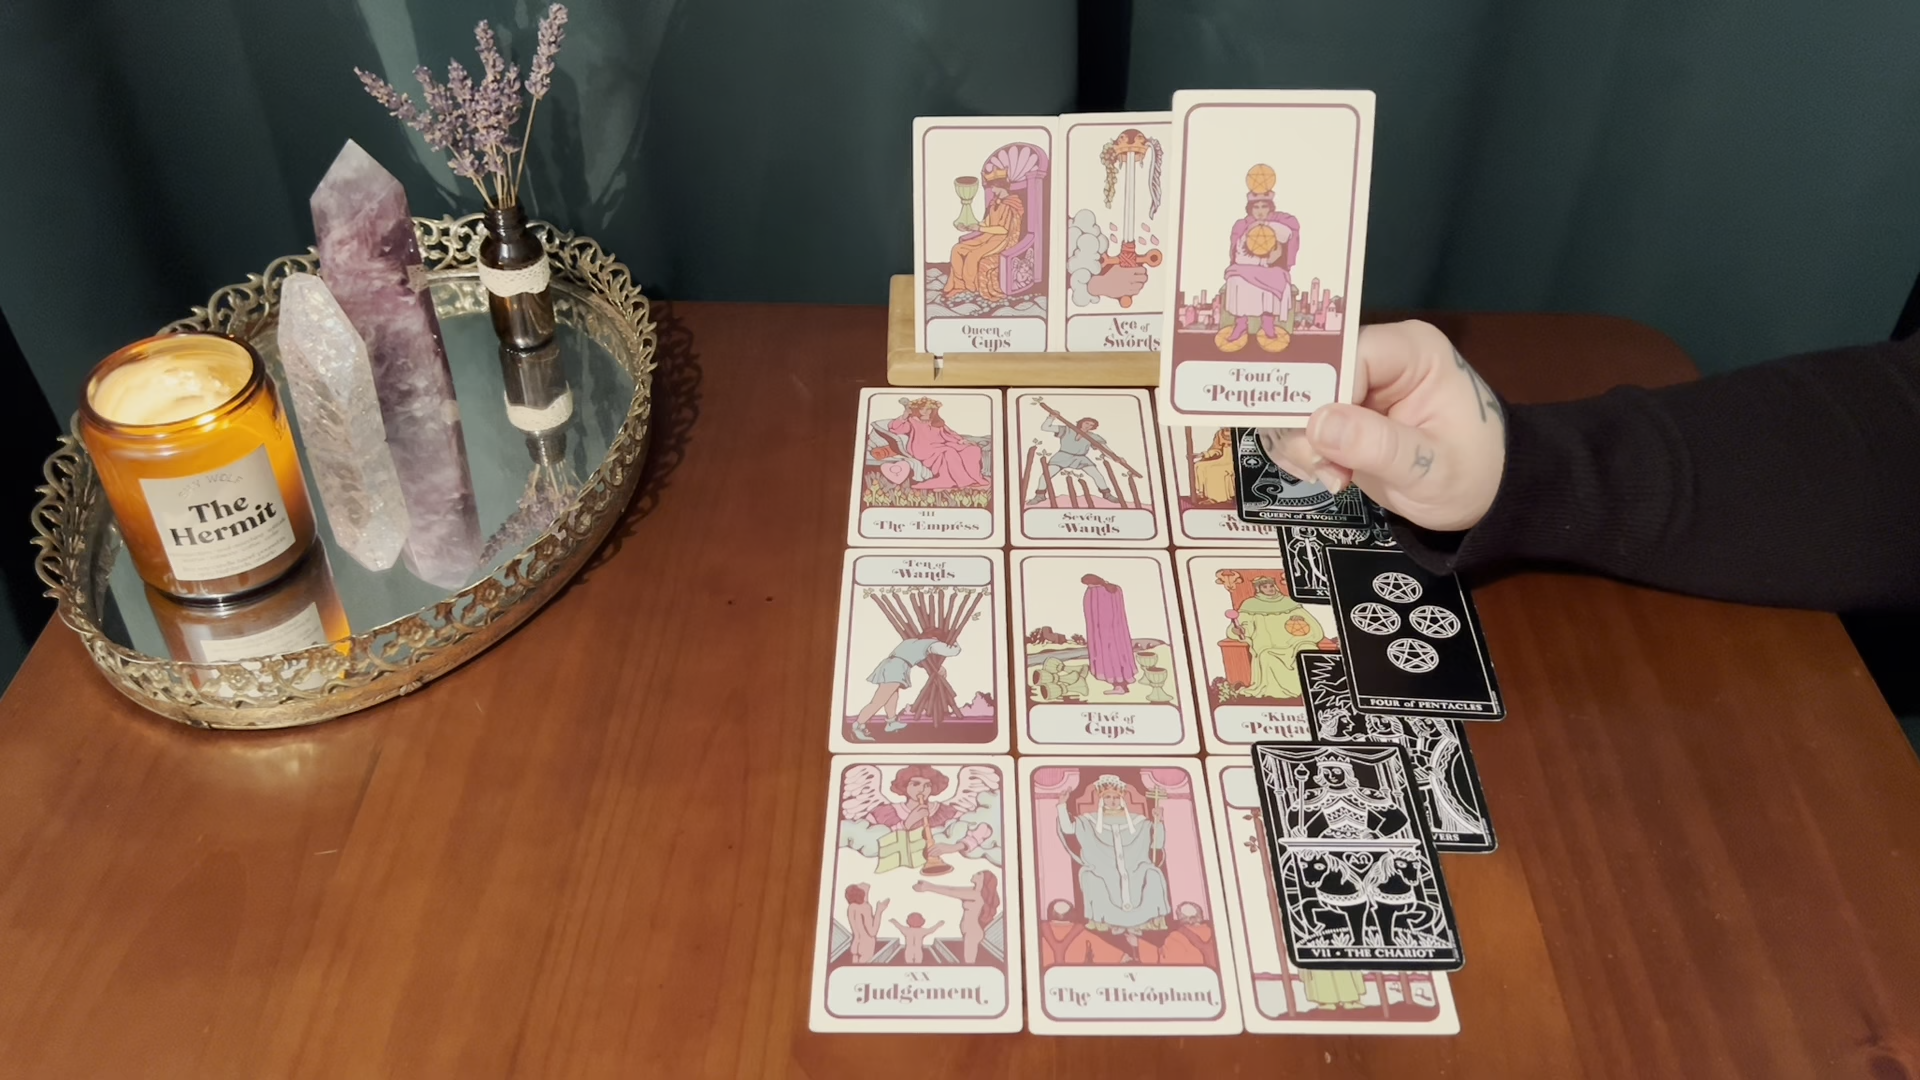 The
Hermit
Queen of
Cups
Ace of
Swords
Four of
Pentacles
III
The Empress
Seven of
Wands
QUEEN of SWORDS
Ten of
Wands
Five of
Cups
King
FOUR of PENTACLES
XX
Judgement
V
The Hierophant
VII • THE CHARIOT